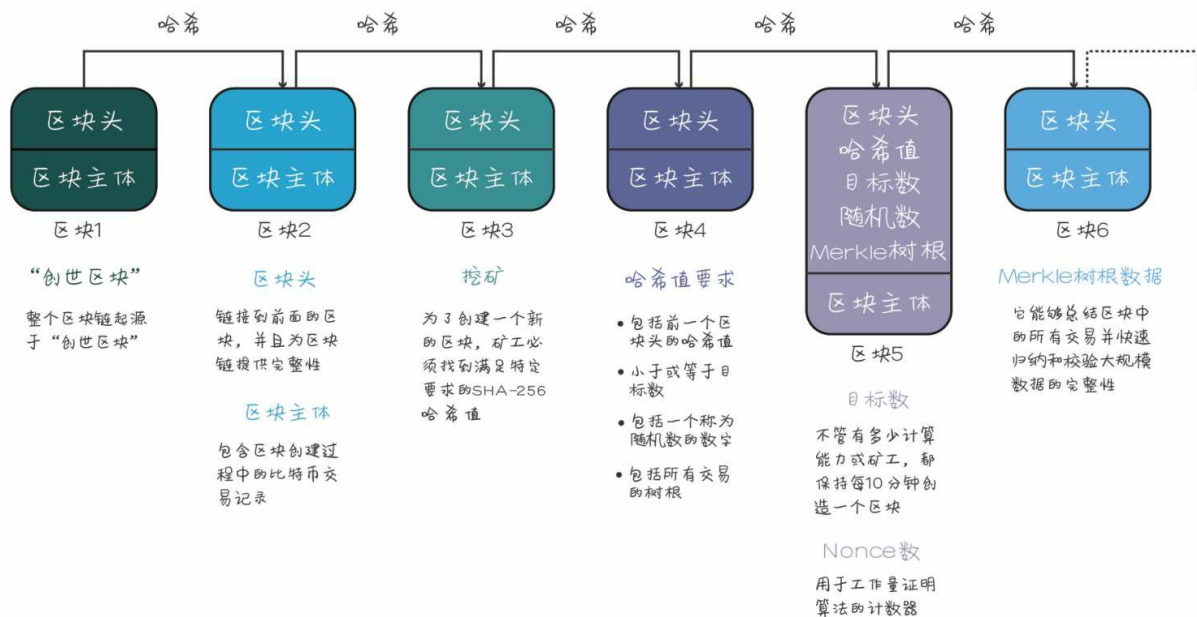 哈希
哈希
哈希
哈希
哈希
区块头
区块主体
区块1
“创世区块”
整个区块链起源
于“创世区块”
区块头
区块主体
区块2
区块头
链接到前面的区
块，并且为区块
链提供完整性
区块主体
包含区块创建过
程中的比特币交
易记录
区块头
区块主体
区块3
挖矿
为了创建一个新
的区块，矿工必
须找到满足特定
要求的SHA-256
哈希值
区块头
区块主体
区块4
哈希值要求
• 包括前一个区
块头的哈希值
• 小于或等于目
标数
• 包括一个称为
随机数的数字
• 包括所有交易
的树根
区块头
哈希值
目标数
随机数
Merkle树根
区块主体
区块5
目标数
不管有多少计算
能力或矿工，都
保持每10分钟创
造一个区块
Nonce数
用于工作量证明
算法的计数器
区块头
区块主体
区块6
Merkle树根数据
它能够总结区块中
的所有交易并快速
归纳和校验大规模
数据的完整性